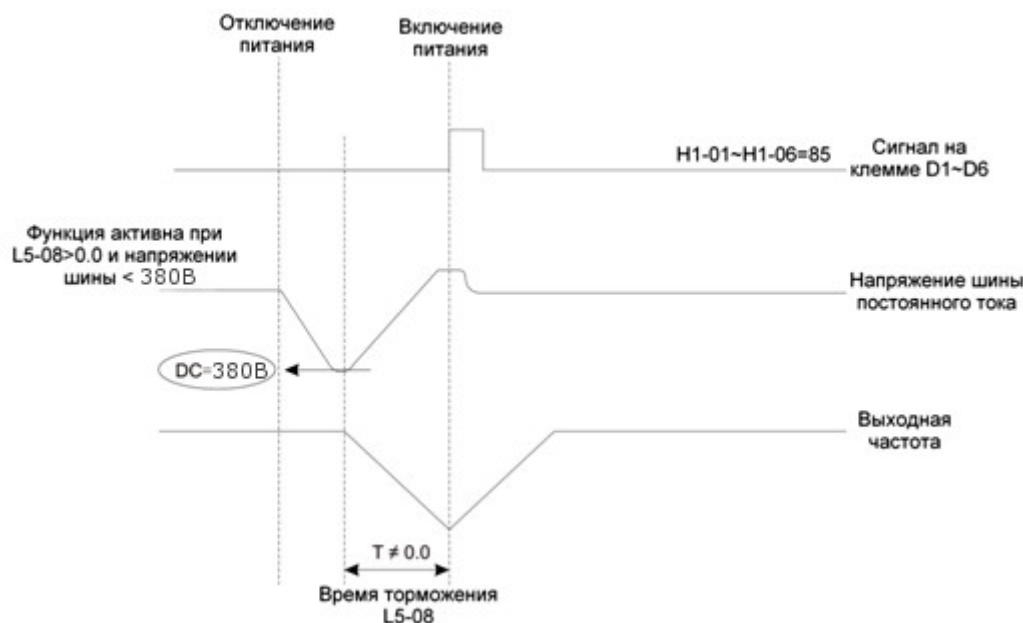 Отключение
питания
Включение
питания
H1-01~H1-06=85
Сигнал на
клемме D1~D6
Функция активна при
L5-08>0.0 и напряжении
шины < 380В
Напряжение шины
постоянного тока
DC=380В
Выходная
частота
T ≠ 0.0
Время торможения
L5-08